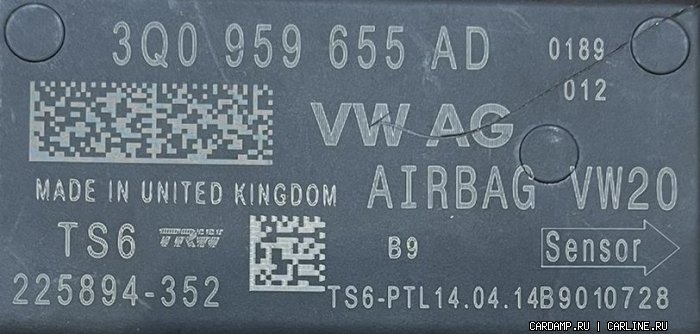 3Q0 959 655 AD 0189
012
VW AG
MADE IN UNITED KINGDOM AIRBAG VW20
TS6 TRW B9 Sensor
225894-352 TS6-PTL14.04.14B9010728
CARDAMP.RU | CARLINE.RU